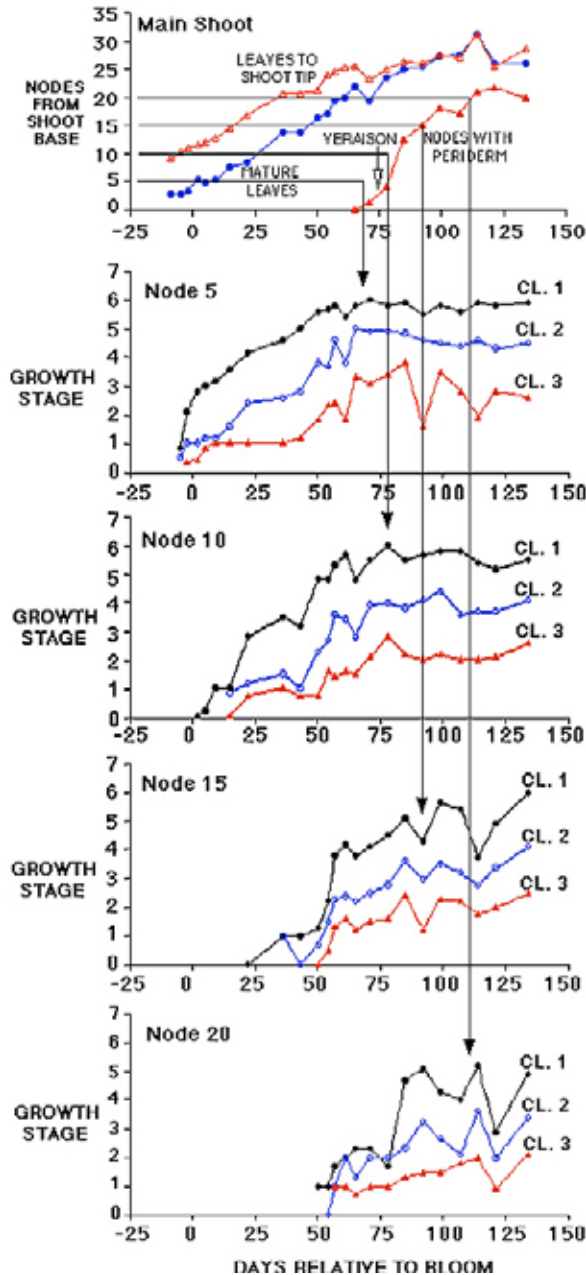 Main Shoot
35
30
25
20
15
10
5
0
NODES
FROM
SHOOT
BASE
LEAVES TO
SHOOT TIP
VERAISON
NODES WITH
PERIDERM
MATURE
LEAVES
-25 0 25 50 75 100 125 150
Node 5
7
6
5
4
3
2
1
0
GROWTH
STAGE
CL. 1
CL. 2
CL. 3
-25 0 25 50 75 100 125 150
Node 10
7
6
5
4
3
2
1
0
GROWTH
STAGE
CL. 1
CL. 2
CL. 3
-25 0 25 50 75 100 125 150
Node 15
7
6
5
4
3
2
1
0
GROWTH
STAGE
CL. 1
CL. 2
CL. 3
-25 0 25 50 75 100 125 150
Node 20
7
6
5
4
3
2
1
0
GROWTH
STAGE
CL. 1
CL. 2
CL. 3
-25 0 25 50 75 100 125 150
DAYS RELATIVE TO BLOOM